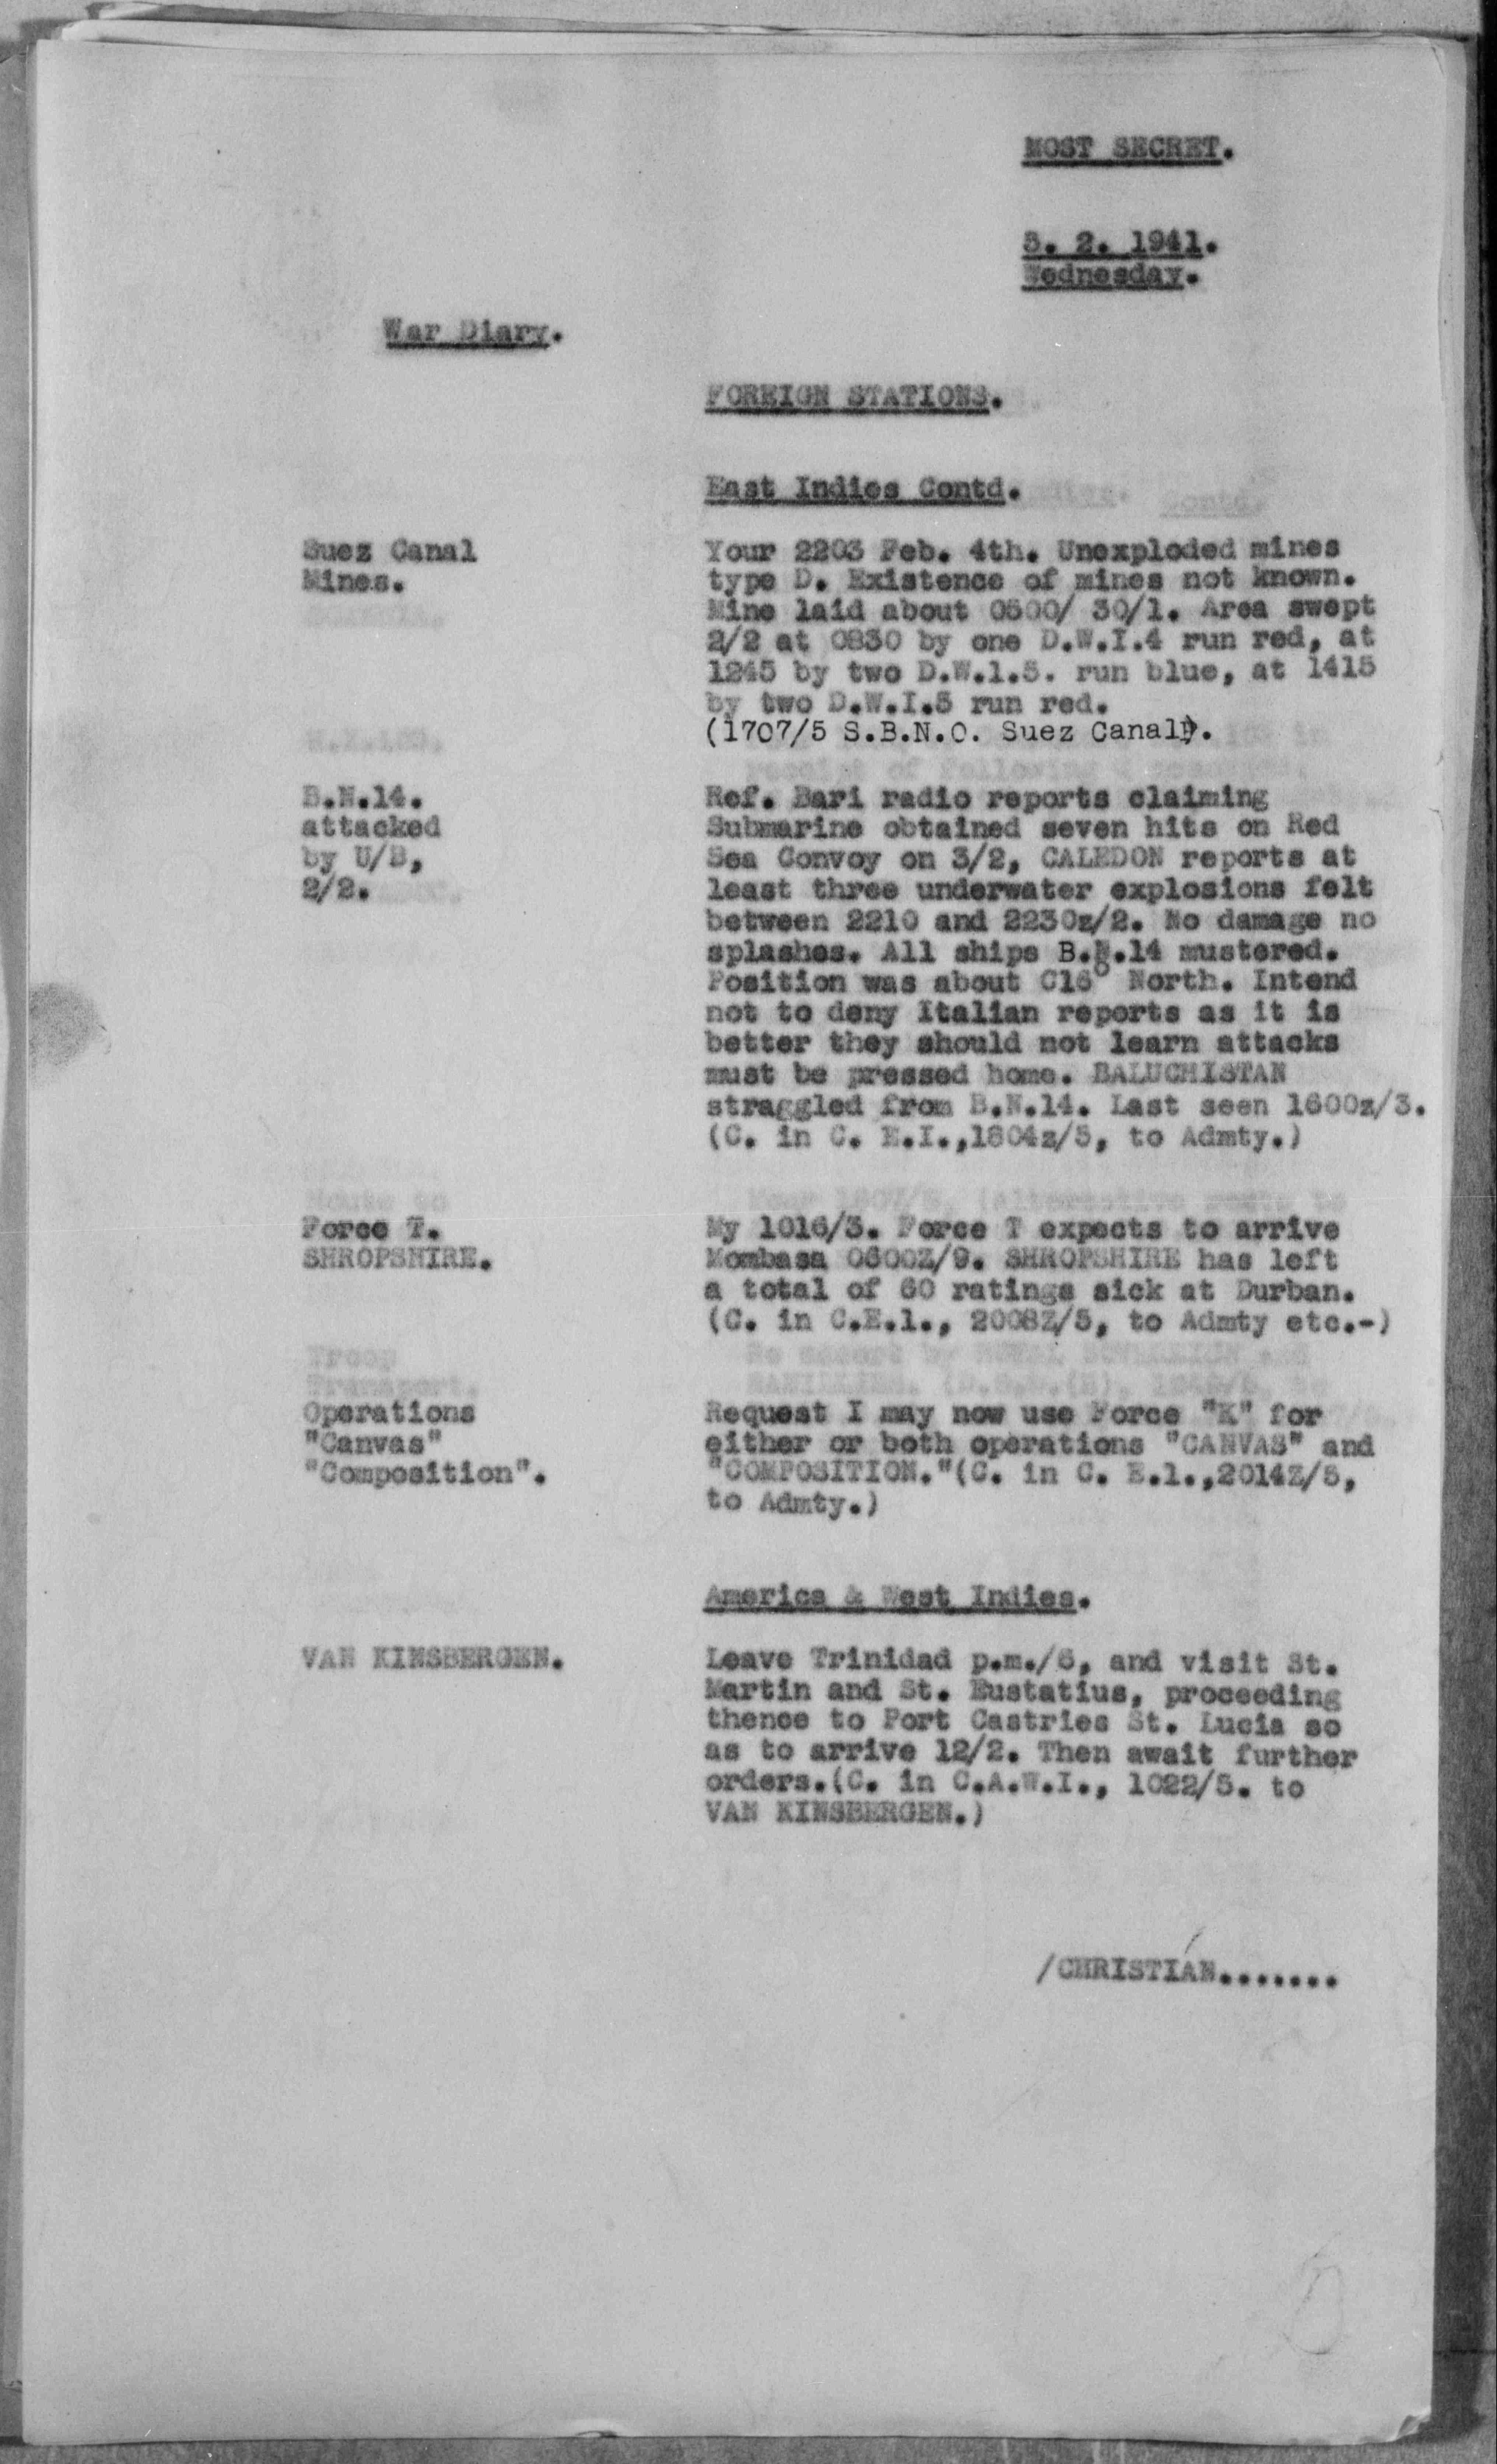 MOST SECRET.
5. 2. 1941.
Wednesday.
War Diary.
FOREIGN STATIONS.
East Indies Contd.
Suez Canal
Mines.
Your 2203 Feb. 4th. Unexploded mines
type D. Existence of mines not known.
Mine laid about 0500/ 30/1. Area swept
2/2 at 0830 by one D.W.I.4 run red, at
1245 by two D.W.1.5. run blue, at 1415
by two D.W.I.5 run red.
(1707/5 S.B.N.O. Suez Canal).
B.N.14.
attacked
by U/B,
2/2.
Ref. Bari radio reports claiming
Submarine obtained seven hits on Red
Sea Convoy on 3/2, CALEDON reports at
least three underwater explosions felt
between 2210 and 2230z/2. No damage no
splashes. All ships B.N.14 mustered.
Position was about 016° North. Intend
not to deny Italian reports as it is
better they should not learn attacks
must be pressed home. BALUCHISTAN
straggled from B.N.14. Last seen 1600z/3.
(C. in C. E.I.,1804z/5, to Admty.)
Force T.
SHROPSHIRE.
My 1016/3. Force T expects to arrive
Mombasa 0600Z/9. SHROPSHIRE has left
a total of 60 ratings sick at Durban.
(C. in C.E.1., 2008Z/5, to Admty etc.-)
Operations
"Canvas"
"Composition".
Request I may now use Force "K" for
either or both operations "CANVAS" and
"COMPOSITION."(C. in C. E.1.,2014Z/5,
to Admty.)
America & West Indies.
VAN KINSBERGEN.
Leave Trinidad p.m./6, and visit St.
Martin and St. Eustatius, proceeding
thence to Port Castries St. Lucia so
as to arrive 12/2. Then await further
orders.(C. in C.A.W.I., 1022/5. to
VAN KINSBERGEN.)
/CHRISTIAN.......